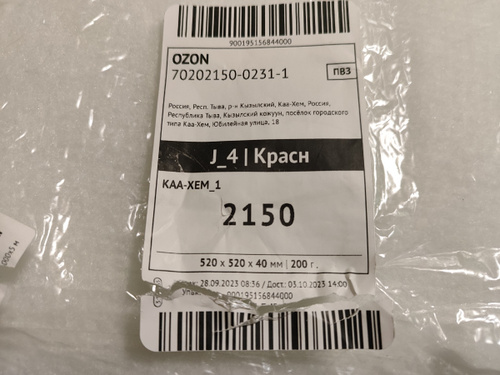 900195156844000
OZON
70202150-0231-1
ПВЗ
Россия, Респ. Тыва, р-н Кызылский, Каа-Хем, Россия,
Республика Тыва, Кызылский кожуун, посёлок городского
типа Каа-Хем, Юбилейная улица, 18
J_4 | Красн
КАА-ХЕМ_1
2150
520 x 520 x 40 мм | 200 г.
28.09.2023 08:36 / Дост: 03.10.2023 14:00
900195156844000